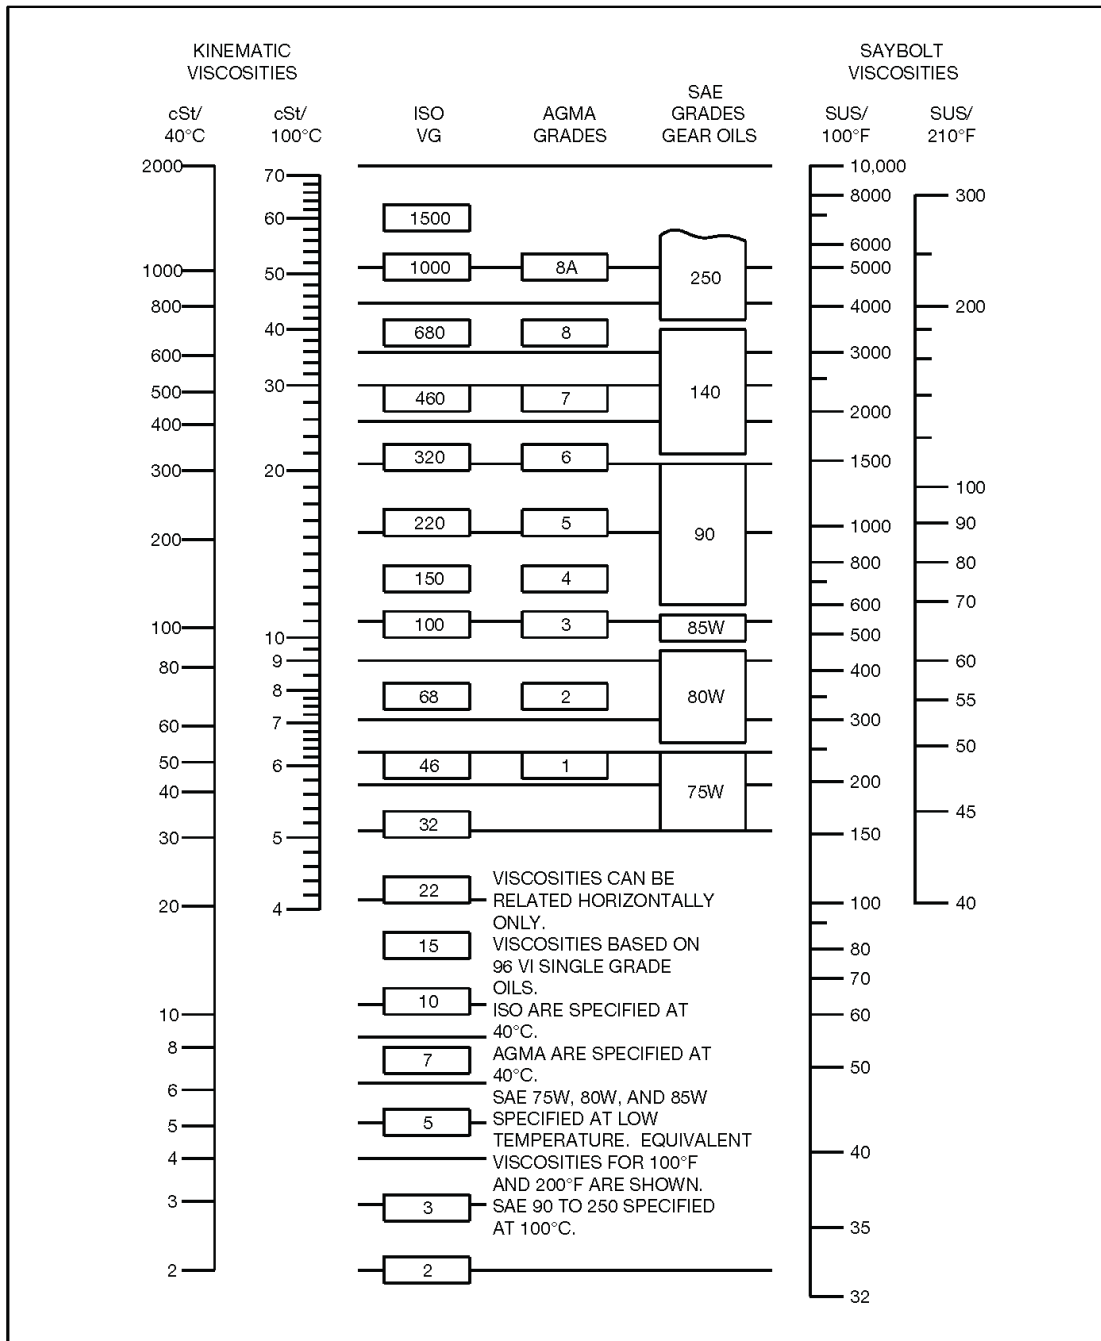 KINEMATIC
VISCOSITIES
SAYBOLT
VISCOSITIES
cSt/
40°C
cSt/
100°C
ISO
VG
AGMA
GRADES
SAE
GRADES
GEAR OILS
SUS/
100°F
SUS/
210°F
2000
1000
800
600
500
400
300
200
100
80
60
50
40
30
20
10
8
6
5
4
3
2
70
60
50
40
30
20
10
9
8
7
6
5
4
1500
1000
680
460
320
220
150
100
68
46
32
22
15
10
7
5
3
2
8A
8
7
6
5
4
3
2
1
250
140
90
85W
80W
75W
VISCOSITIES CAN BE
RELATED HORIZONTALLY
ONLY.
VISCOSITIES BASED ON
96 VI SINGLE GRADE
OILS.
ISO ARE SPECIFIED AT
40°C.
AGMA ARE SPECIFIED AT
40°C.
SAE 75W, 80W, AND 85W
SPECIFIED AT LOW
TEMPERATURE. EQUIVALENT
VISCOSITIES FOR 100°F
AND 200°F ARE SHOWN.
SAE 90 TO 250 SPECIFIED
AT 100°C.
10,000
8000
6000
5000
4000
3000
2000
1500
1000
800
600
500
400
300
200
150
100
80
70
60
50
40
35
32
300
200
100
90
80
70
60
55
50
45
40